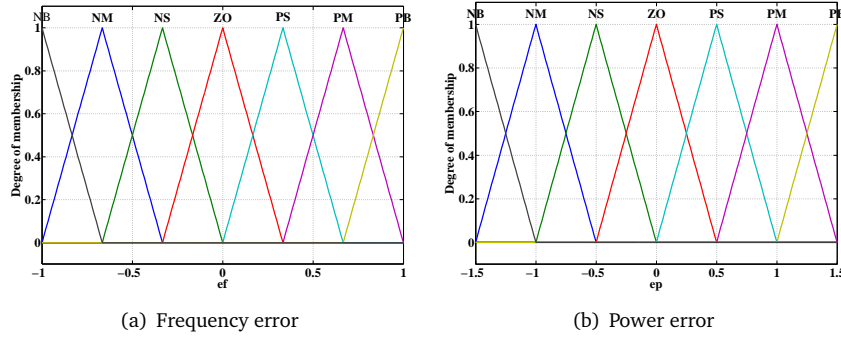 NB NM NS ZO PS PM PB
1
0.8
0.6
0.4
0.2
0
Degree of membership
−1 −0.5 0 0.5 1
ef
(a) Frequency error
NB NM NS ZO PS PM PB
1
0.8
0.6
0.4
0.2
0
Degree of membership
−1.5 −1 −0.5 0 0.5 1 1.5
ep
(b) Power error